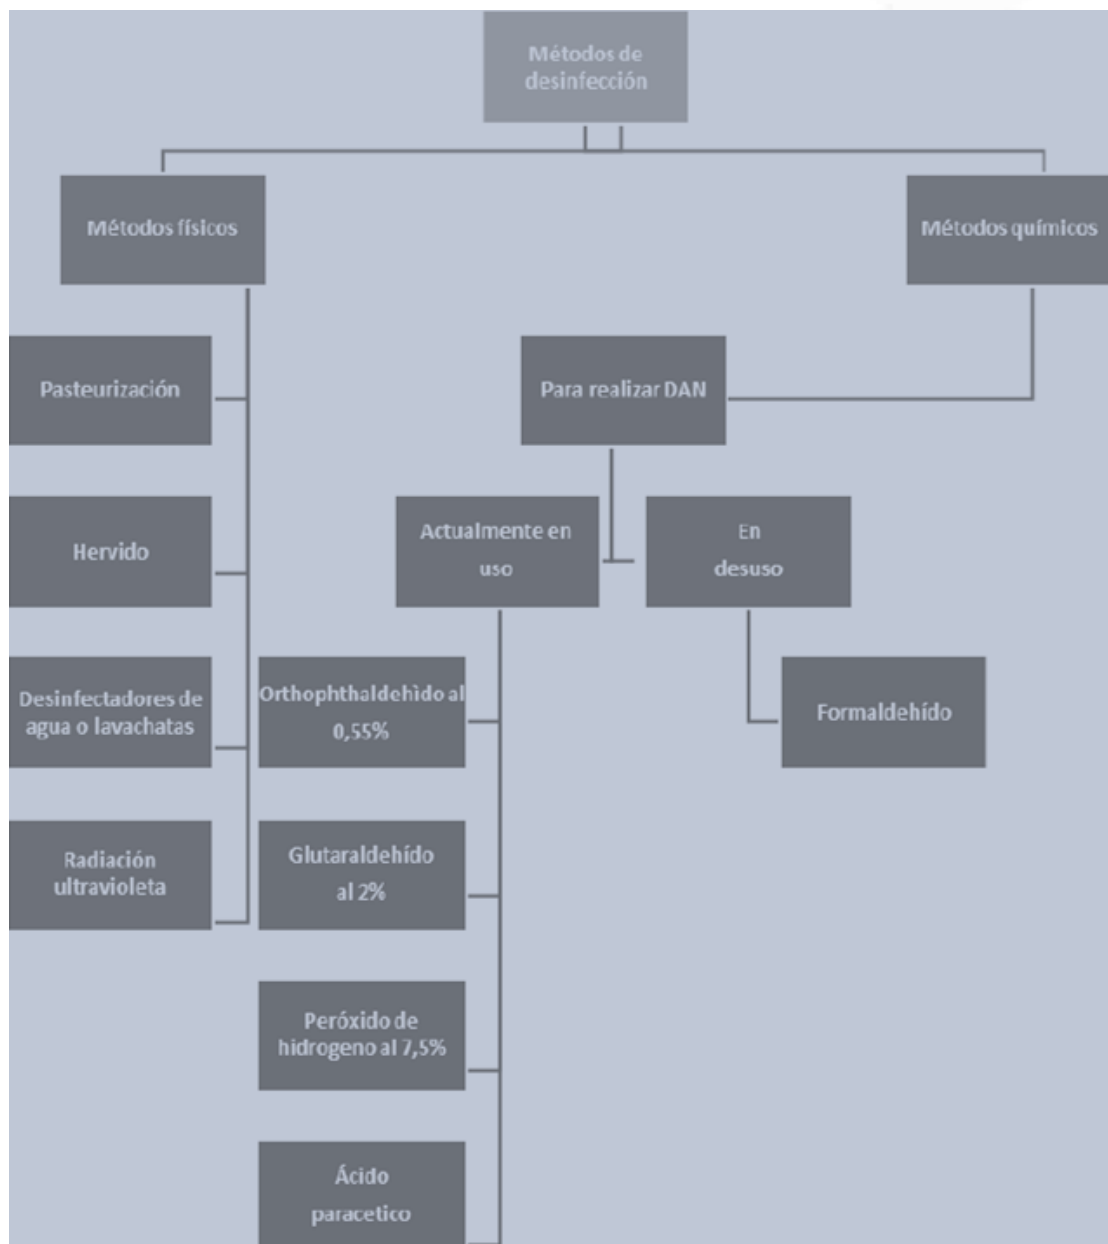 Métodos de
desinfección
Métodos físicos
Métodos químicos
Pasteurización
Para realizar DAN
Hervido
Actualmente en
uso
En
desuso
Desinfectadores de
agua o lavachatas
Orthophthaldehìdo al
0,55%
Formaldehído
Radiación
ultravioleta
Glutaraldehído
al 2%
Peróxido de
hidrogeno al 7,5%
Ácido
paracetico